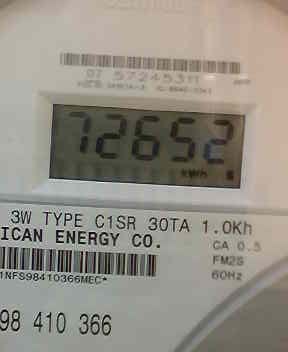 07 57245311
72652
kWh
3W TYPE C1SR 30TA 1.0Kh
ICAN ENERGY CO.
CA 0.5
FM2S
60Hz
1NFS98410366MEC*
98 410 366